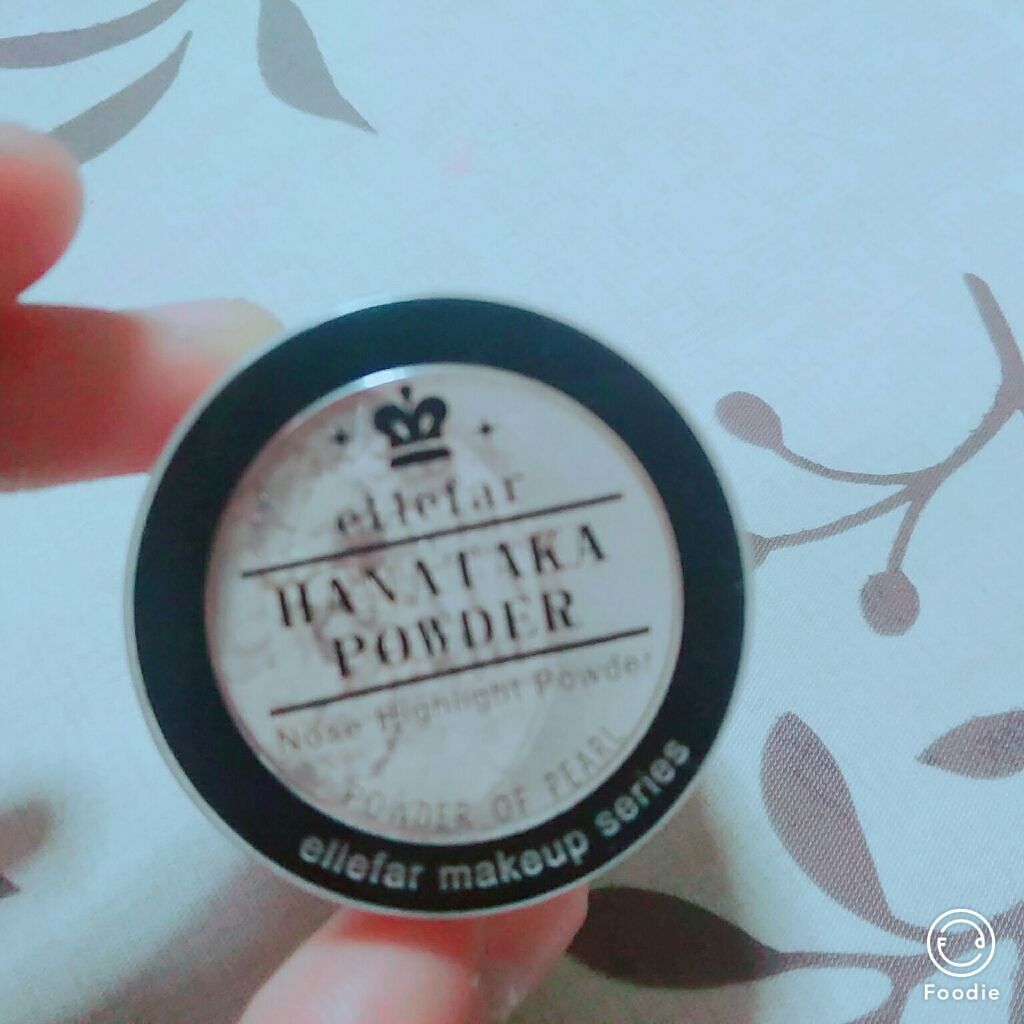 ellefar
HANATAKA
POWDER
Nose Highlight Powder
POWDER OF PEARL
ellefar makeup series
Foodie